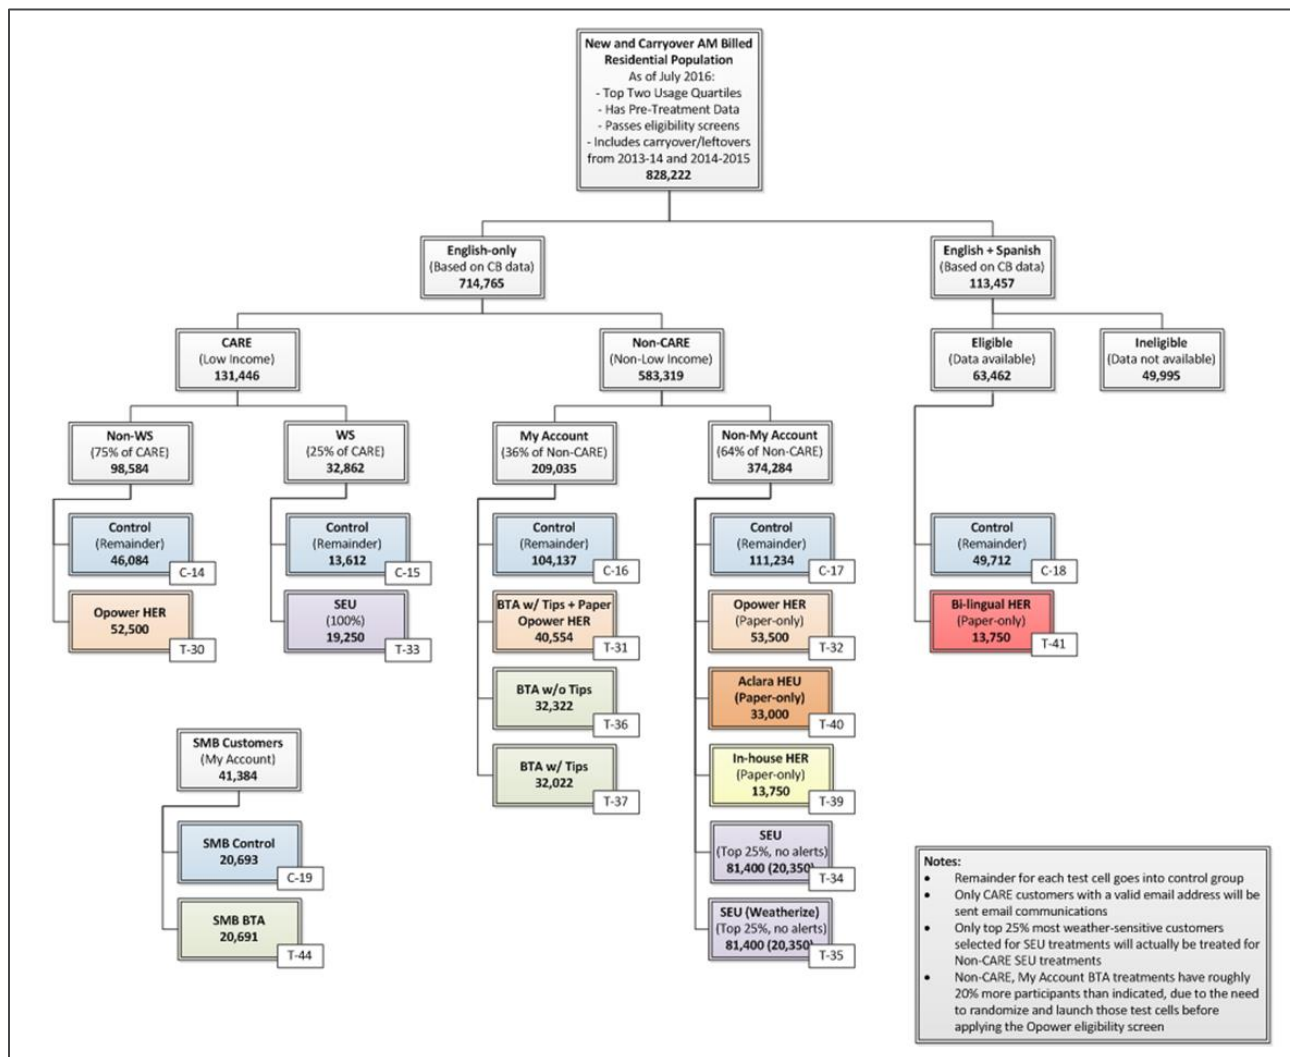 New and Carryover AM Billed
Residential Population
As of July 2016:
- Top Two Usage Quartiles
- Has Pre-Treatment Data
- Passes eligibility screens
- Includes carryover/leftovers
from 2013-14 and 2014-2015
828,222
English-only
(Based on CB data)
714,765
English + Spanish
(Based on CB data)
113,457
CARE
(Low Income)
131,446
Non-CARE
(Non-Low Income)
583,319
Eligible
(Data available)
63,462
Ineligible
(Data not available)
49,995
Non-WS
(75% of CARE)
98,584
WS
(25% of CARE)
32,862
My Account
(36% of Non-CARE)
209,035
Non-My Account
(64% of Non-CARE)
374,284
Control
(Remainder)
46,084
C-14
Control
(Remainder)
13,612
C-15
Control
(Remainder)
104,137
C-16
Control
(Remainder)
111,234
C-17
Control
(Remainder)
49,712
C-18
Opower HER
52,500
T-30
SEU
(100%)
19,250
T-33
BTA w/ Tips + Paper
Opower HER
40,554
T-31
Opower HER
(Paper-only)
53,500
T-32
Bi-lingual HER
(Paper-only)
13,750
T-41
BTA w/o Tips
32,322
T-36
Aclara HEU
(Paper-only)
33,000
T-40
SMB Customers
(My Account)
41,384
BTA w/ Tips
32,022
T-37
In-house HER
(Paper-only)
13,750
T-39
SMB Control
20,693
C-19
SEU
(Top 25%, no alerts)
81,400 (20,350)
T-34
SMB BTA
20,691
T-44
SEU (Weatherize)
(Top 25%, no alerts)
81,400 (20,350)
T-35
Notes:
• Remainder for each test cell goes into control group
• Only CARE customers with a valid email address will be
sent email communications
• Only top 25% most weather-sensitive customers
selected for SEU treatments will actually be treated for
Non-CARE SEU treatments
• Non-CARE, My Account BTA treatments have roughly
20% more participants than indicated, due to the need
to randomize and launch those test cells before
applying the Opower eligibility screen